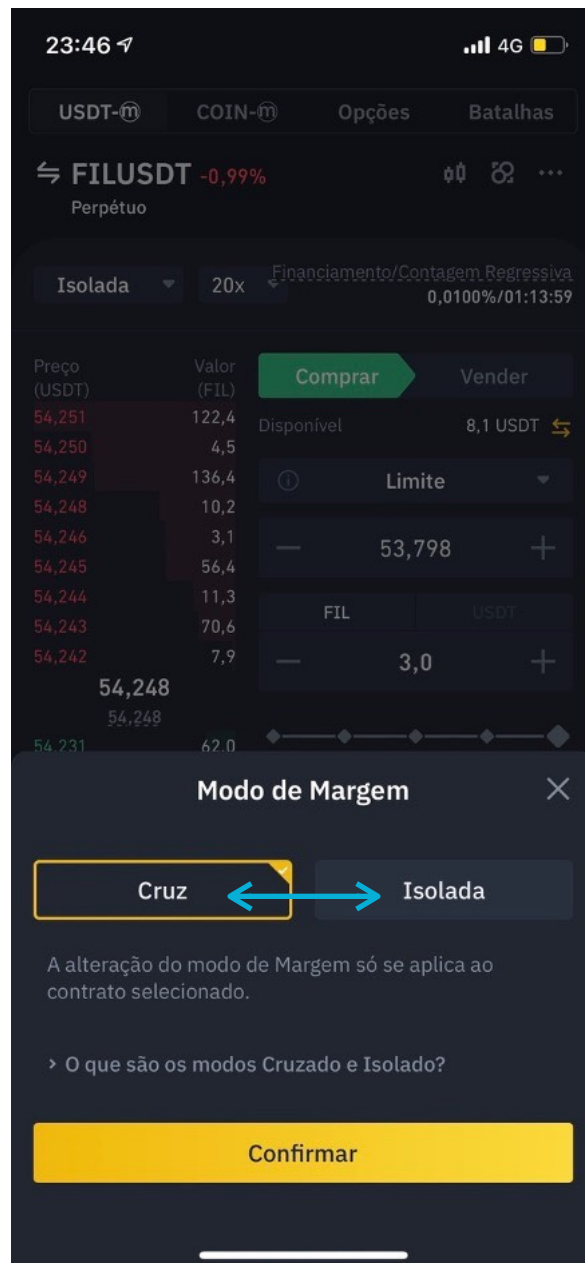 23:46 4G
USDT-ⓜ COIN-ⓜ Opções Batalhas
FILUSDT -0,99%
Perpétuo
Isolada 20x Financiamento/Contagem Regressiva
0,0100%/01:13:59
Preço Valor
(USDT) (FIL)
Comprar Vender
54,251 122,4
Disponível 8,1 USDT
54,250 4,5
54,249 136,4
Limite
54,248 10,2
54,246 3,1
53,798
54,245 56,4
54,244 11,3
FIL USDT
54,243 70,6
54,242 7,9
3,0
54,248
54,248
54,231 62,0
Modo de Margem
Cruz Isolada
A alteração do modo de Margem só se aplica ao
contrato selecionado.
> O que são os modos Cruzado e Isolado?
Confirmar